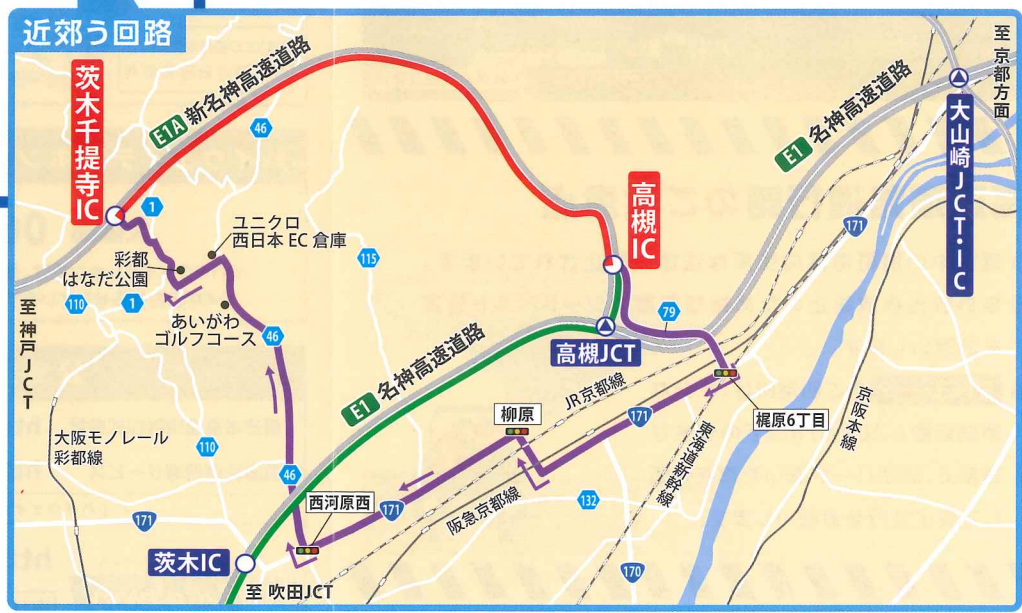 近郊う回路
茨木千提寺IC
E1A 新名神高速道路
46
1
ユニクロ
西日本 EC 倉庫
彩都
はなだ公園
110
1
あいがわ
ゴルフコース
46
115
高槻IC
79
高槻JCT
E1 名神高速道路
E1 名神高速道路
至 京都方面
大山崎JCT・IC
171
至 神戸JCT
JR京都線
柳原
171
梶原6丁目
京阪本線
東海道新幹線
大阪モノレール
彩都線
110
46
西河原西
171
阪急京都線
132
171
茨木IC
至 吹田JCT
170